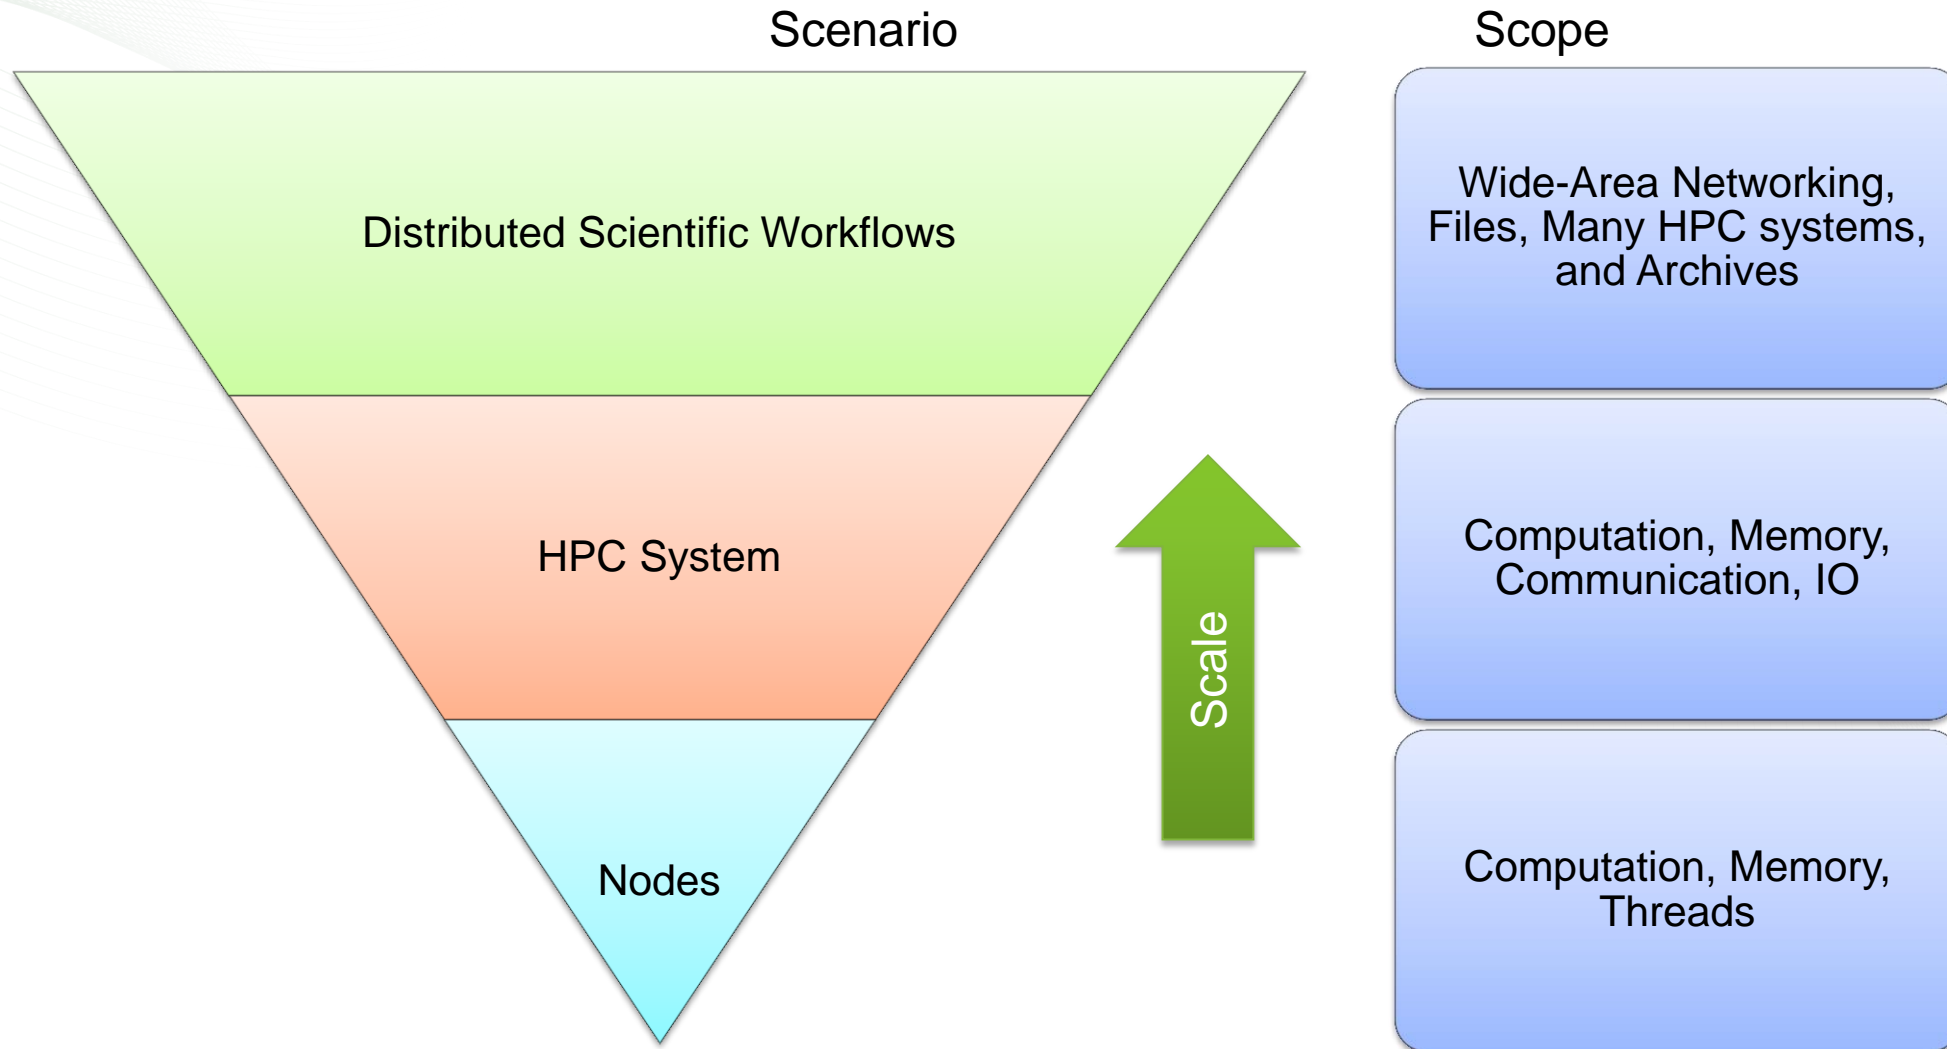 Scenario
Scope
Distributed Scientific Workflows
Wide-Area Networking,
Files, Many HPC systems,
and Archives
HPC System
Scale
Computation, Memory,
Communication, IO
Nodes
Computation, Memory,
Threads